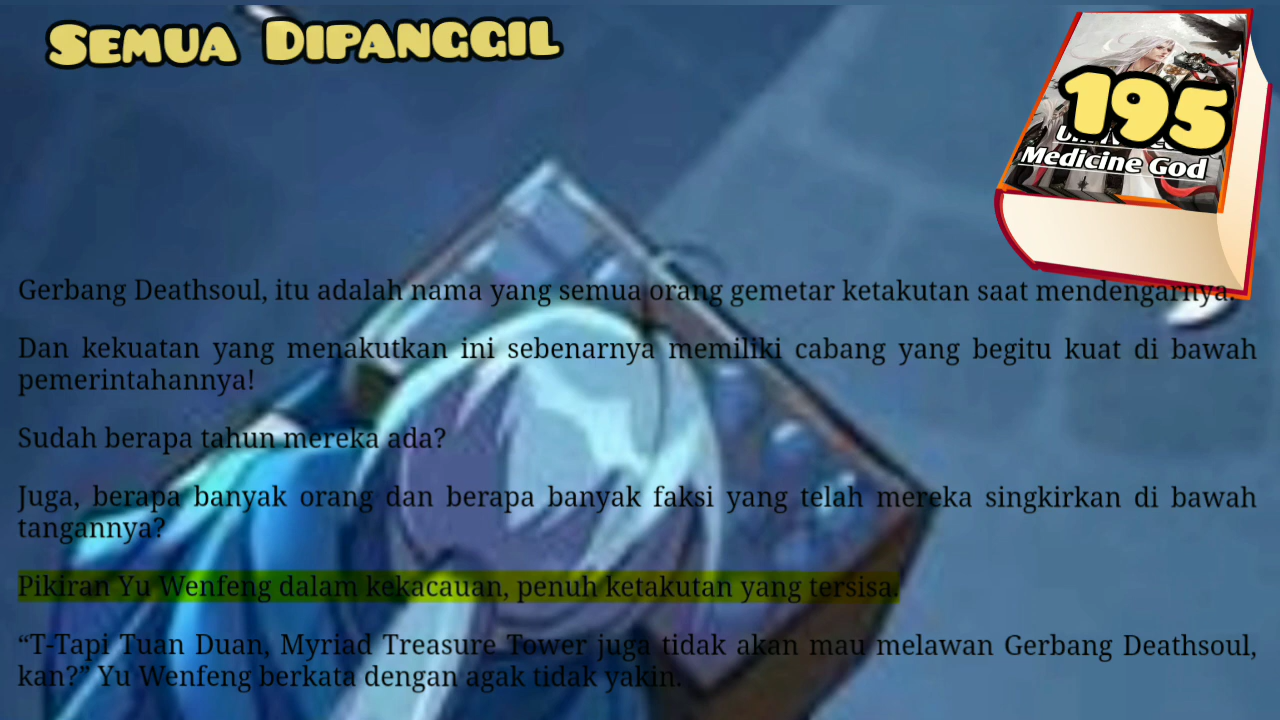 Semua Dipanggil
195
Medicine God
Gerbang Deathsoul, itu adalah nama yang semua orang gemetar ketakutan saat mendengarnya.
Dan kekuatan yang menakutkan ini sebenarnya memiliki cabang yang begitu kuat di bawah
pemerintahannya!
Sudah berapa tahun mereka ada?
Juga, berapa banyak orang dan berapa banyak faksi yang telah mereka singkirkan di bawah
tangannya?
Pikiran Yu Wenfeng dalam kekacauan, penuh ketakutan yang tersisa.
“T-Tapi Tuan Duan, Myriad Treasure Tower juga tidak akan mau melawan Gerbang Deathsoul,
kan?” Yu Wenfeng berkata dengan agak tidak yakin.